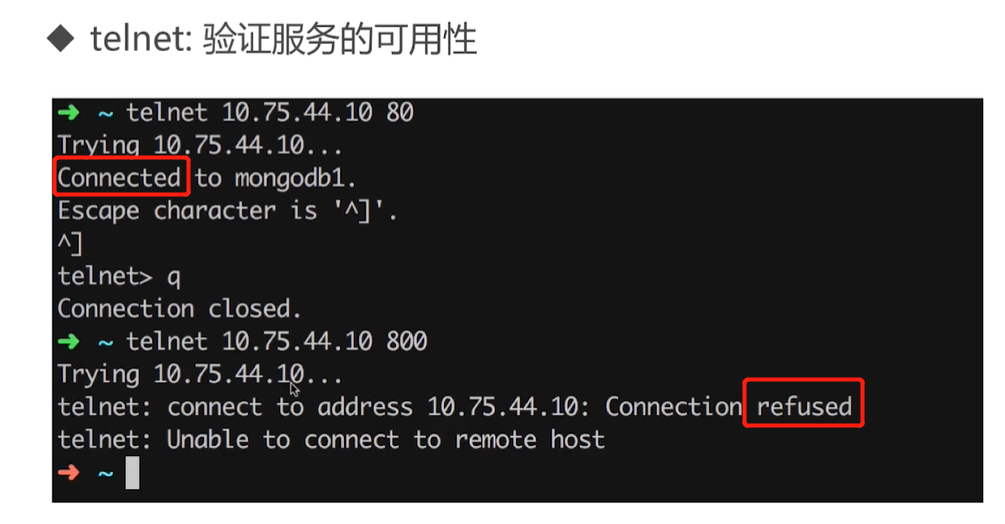 ◆ telnet: 验证服务的可用性
➜ ~ telnet 10.75.44.10 80
Trying 10.75.44.10...
Connected to mongodb1.
Escape character is '^]'.
^]
telnet> q
Connection closed.
➜ ~ telnet 10.75.44.10 800
Trying 10.75.44.10...
telnet: connect to address 10.75.44.10: Connection refused
telnet: Unable to connect to remote host
➜ ~